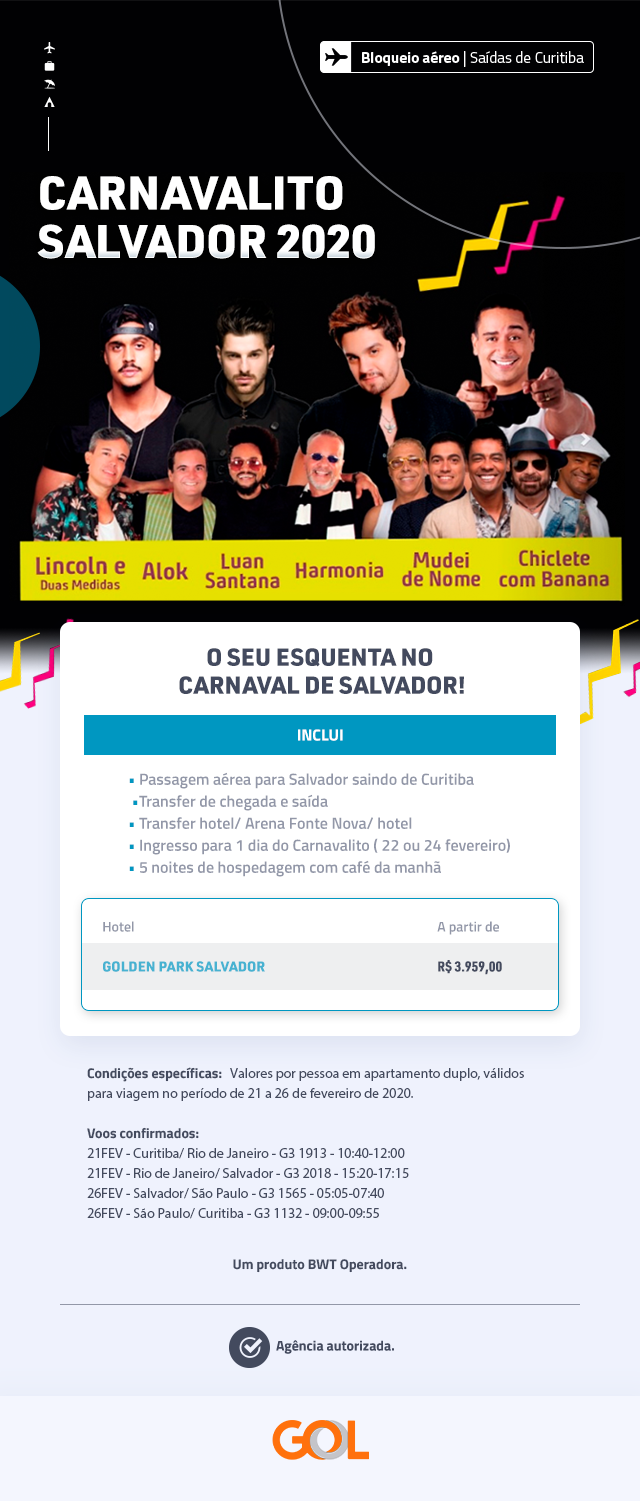 Bloqueio aéreo | Saídas de Curitiba
CARNAVALITO
SALVADOR 2020
Lincoln e
Duas Medidas
Alok
Luan
Santana
Harmonia
Mudei
de Nome
Chiclete
com Banana
O SEU ESQUENTA NO
CARNAVAL DE SALVADOR!
INCLUI
▪ Passagem aérea para Salvador saindo de Curitiba
▪Transfer de chegada e saída
▪ Transfer hotel/ Arena Fonte Nova/ hotel
▪ Ingresso para 1 dia do Carnavalito ( 22 ou 24 fevereiro)
▪ 5 noites de hospedagem com café da manhã
Hotel A partir de
GOLDEN PARK SALVADOR R$ 3.959,00
Condições específicas: Valores por pessoa em apartamento duplo, válidos
para viagem no período de 21 a 26 de fevereiro de 2020.
Voos confirmados:
21FEV - Curitiba/ Rio de Janeiro - G3 1913 - 10:40-12:00
21FEV - Rio de Janeiro/ Salvador - G3 2018 - 15:20-17:15
26FEV - Salvador/ São Paulo - G3 1565 - 05:05-07:40
26FEV - São Paulo/ Curitiba - G3 1132 - 09:00-09:55
Um produto BWT Operadora.
Agência autorizada.
GOL